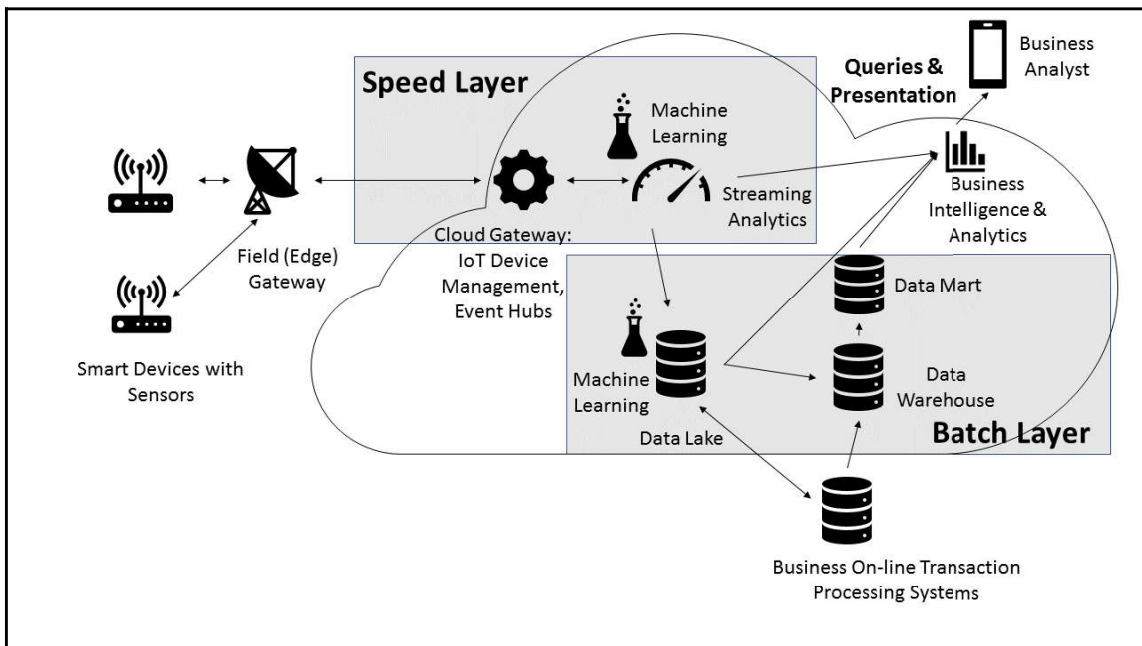 Speed Layer
Machine
Learning
Streaming
Analytics
Cloud Gateway:
IoT Device
Management,
Event Hubs
Field (Edge)
Gateway
Smart Devices with
Sensors
Queries &
Presentation
Business
Analyst
Business
Intelligence &
Analytics
Data Mart
Data
Warehouse
Machine
Learning
Data Lake
Batch Layer
Business On-line Transaction
Processing Systems